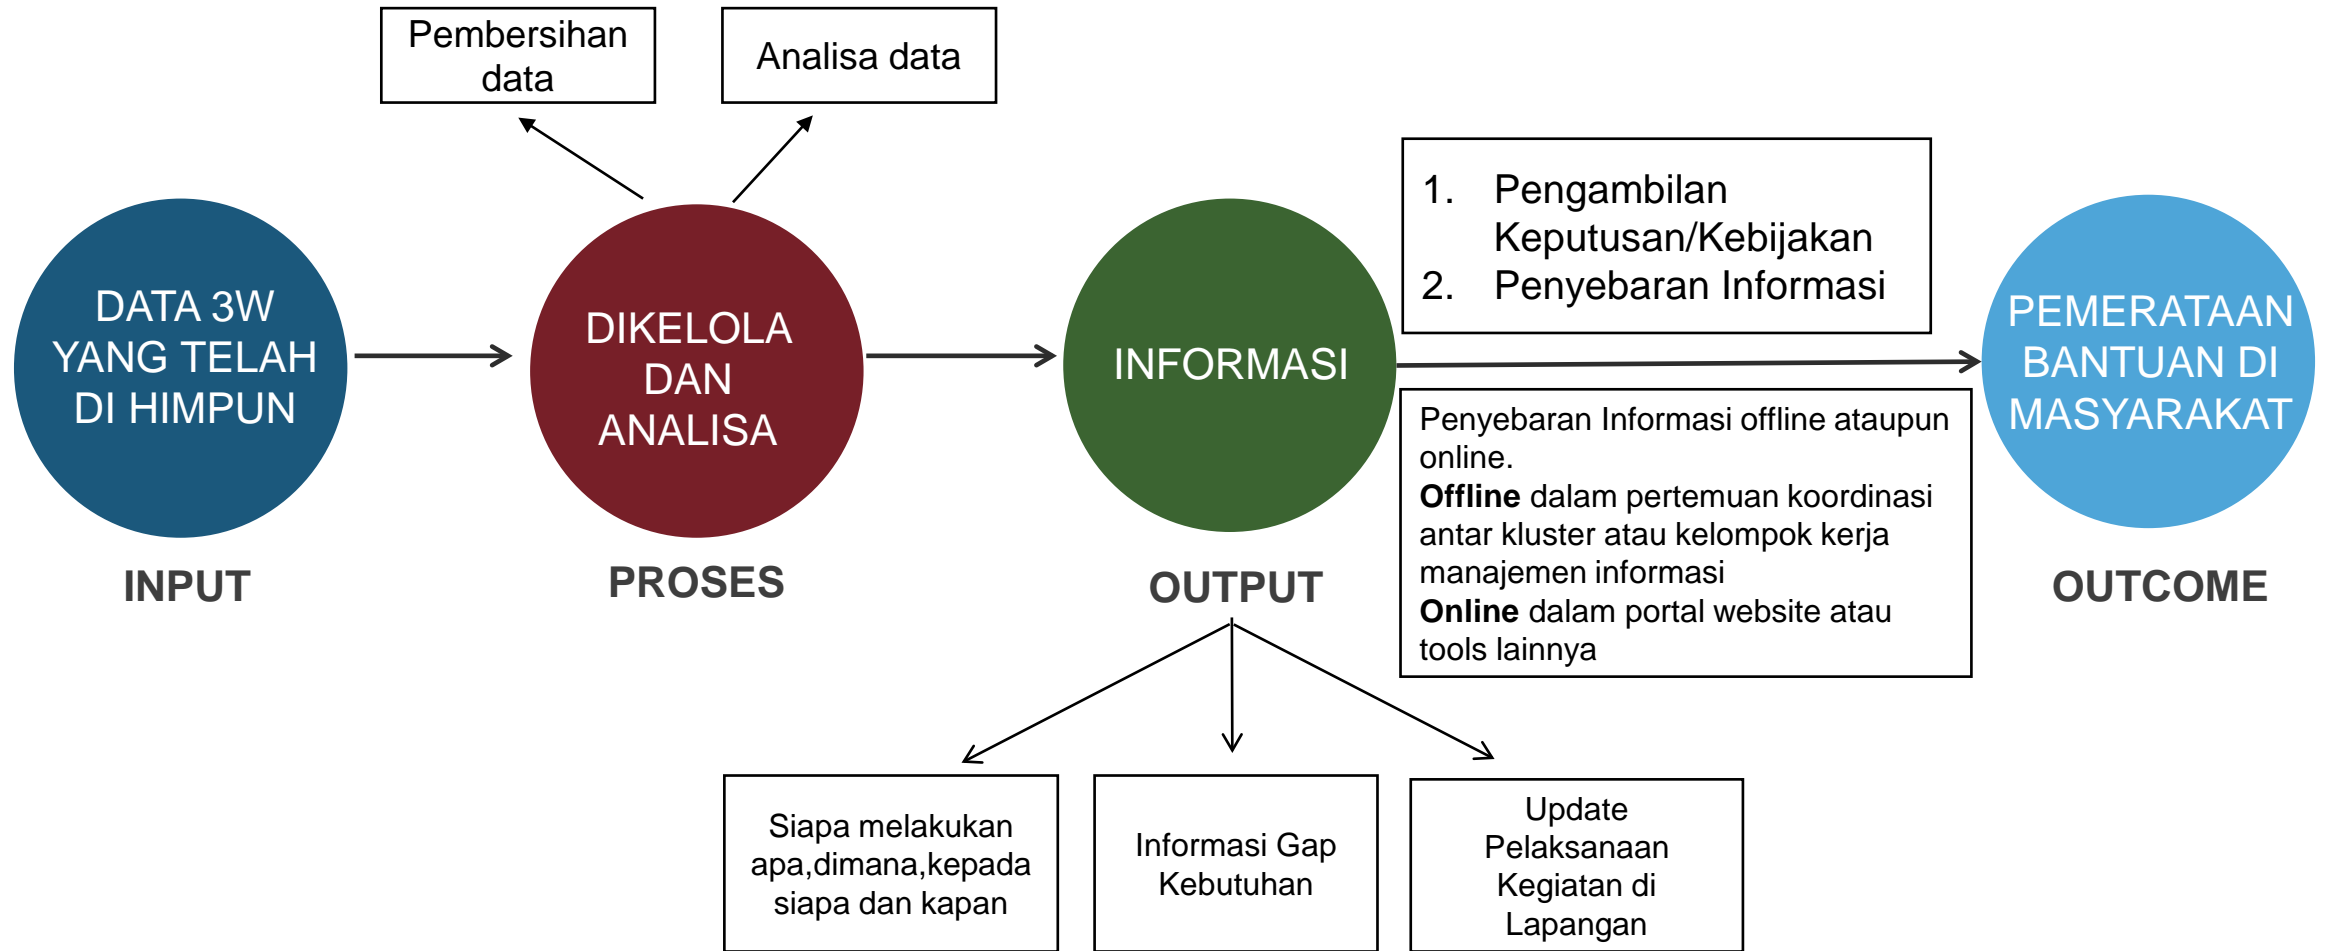 Pembersihan
data
Analisa data
DATA 3W
YANG TELAH
DI HIMPUN
INPUT
DIKELOLA
DAN
ANALISA
PROSES
INFORMASI
OUTPUT
1. Pengambilan
Keputusan/Kebijakan
2. Penyebaran Informasi
Penyebaran Informasi offline ataupun
online.
Offline dalam pertemuan koordinasi
antar kluster atau kelompok kerja
manajemen informasi
Online dalam portal website atau
tools lainnya
PEMERATAAN
BANTUAN DI
MASYARAKAT
OUTCOME
Siapa melakukan
apa,dimana,kepada
siapa dan kapan
Informasi Gap
Kebutuhan
Update
Pelaksanaan
Kegiatan di
Lapangan